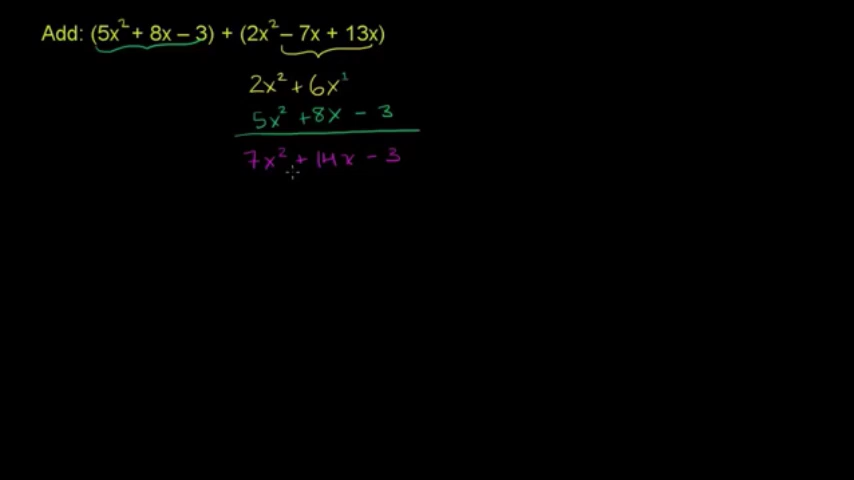 Add: (5x² + 8x – 3) + (2x² – 7x + 13x)
2x² + 6x¹
5x² + 8x - 3
7x² + 14x - 3